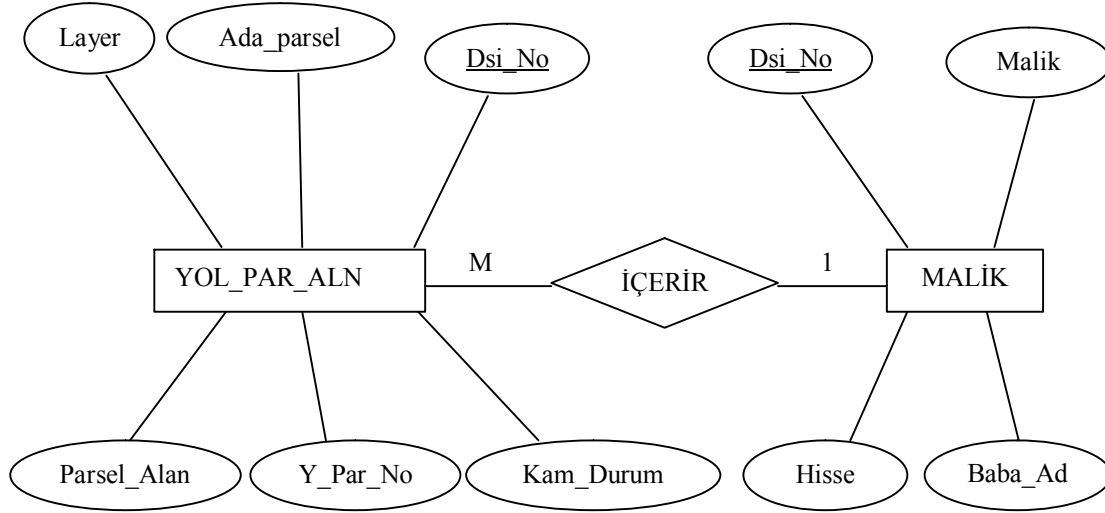 Layer
Ada_parsel
Dsi_No
Dsi_No
Malik
YOL_PAR_ALN
M
İÇERİR
1
MALİK
Parsel_Alan
Y_Par_No
Kam_Durum
Hisse
Baba_Ad